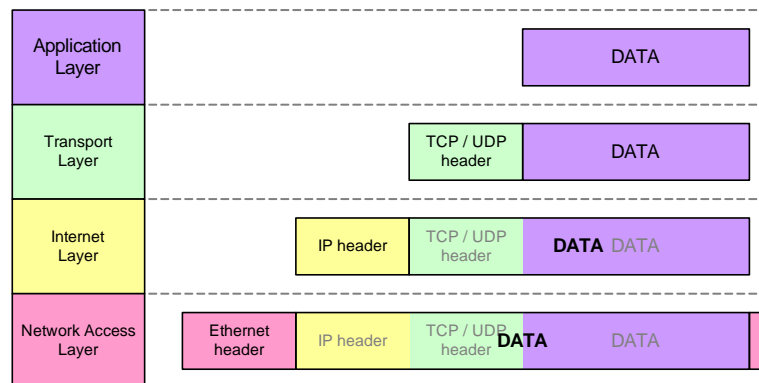 Application
Layer
DATA
Transport
Layer
TCP / UDP
header
DATA
Internet
Layer
IP header
TCP / UDP
header
DATA
DATA
Network Access
Layer
Ethernet
header
IP header
TCP / UDP
header
DATA
DATA